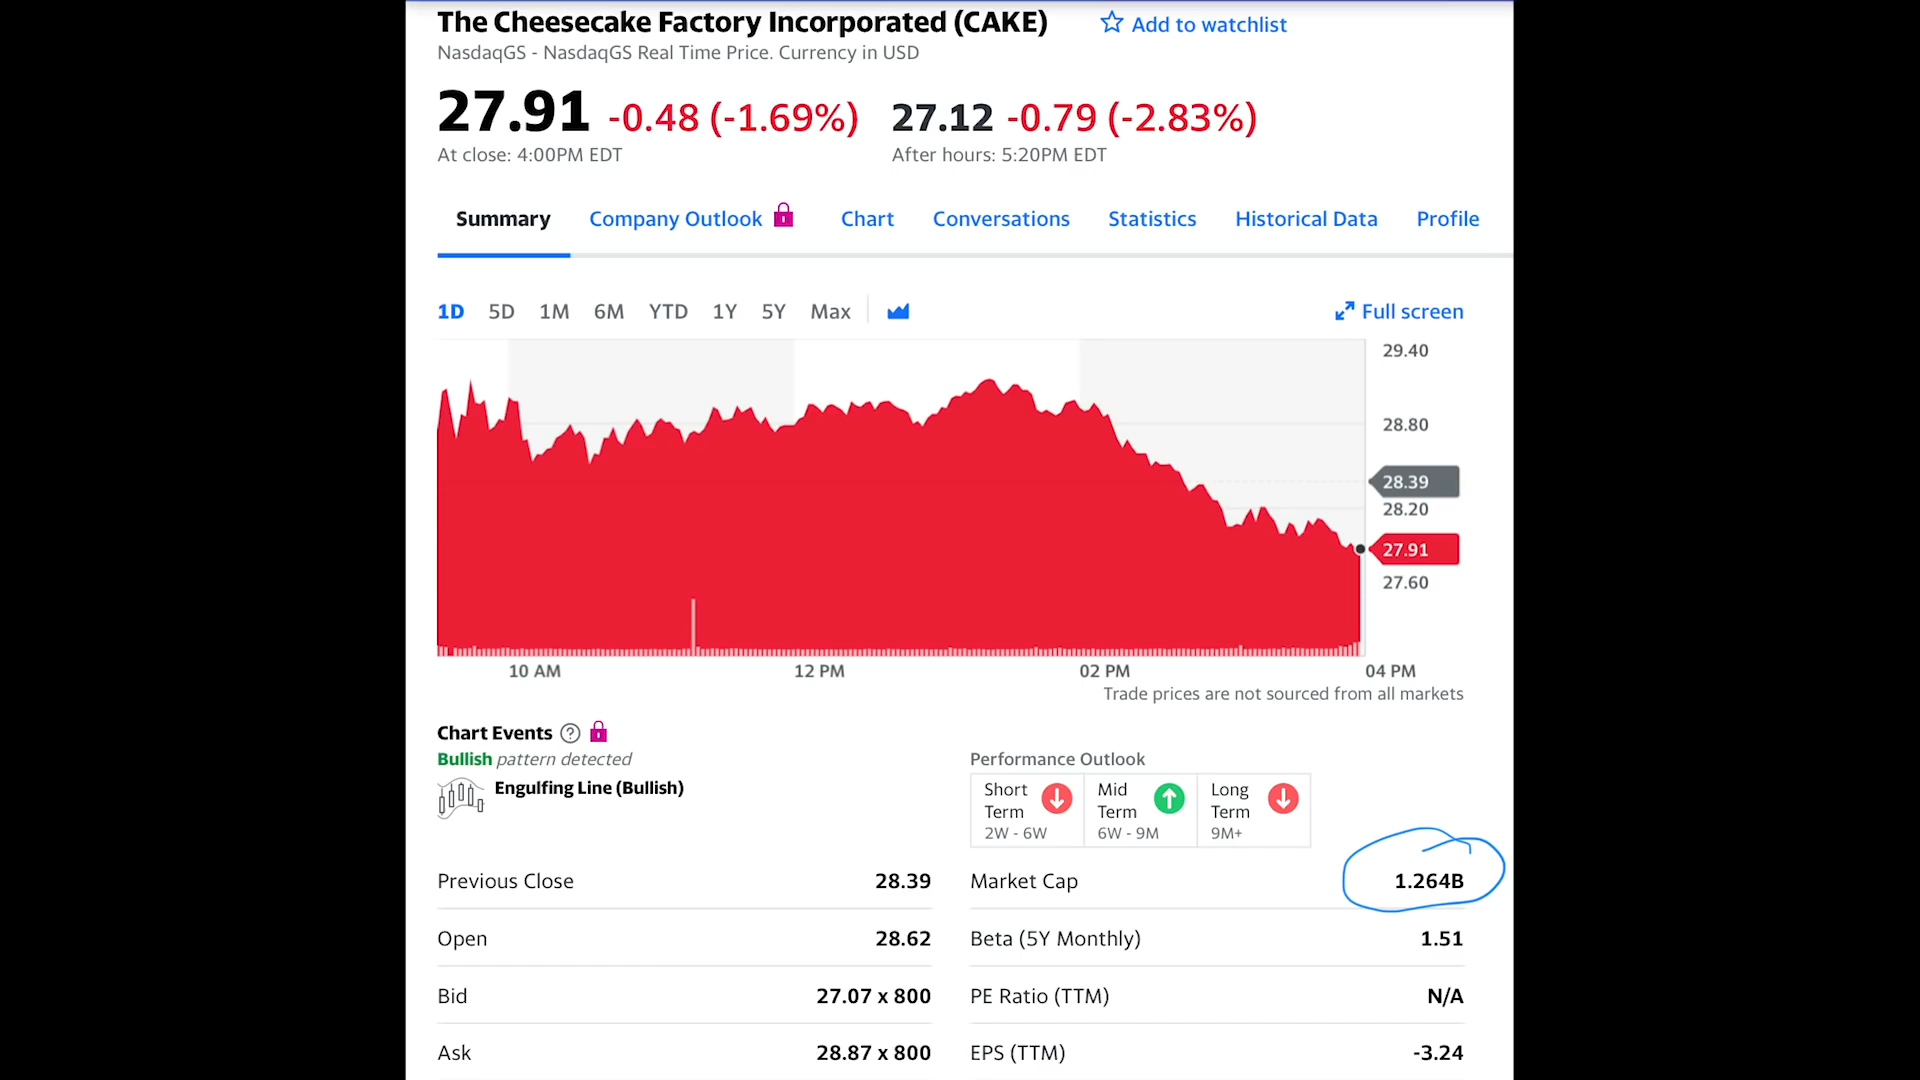 The Cheesecake Factory Incorporated (CAKE)
Add to watchlist
NasdaqGS - NasdaqGS Real Time Price. Currency in USD
27.91 -0.48 (-1.69%) 27.12 -0.79 (-2.83%)
At close: 4:00PM EDT After hours: 5:20PM EDT
Summary Company Outlook Chart Conversations Statistics Historical Data Profile
1D 5D 1M 6M YTD 1Y 5Y Max Full screen
29.40
28.80
28.39
28.20
27.91
27.60
10 AM 12 PM 02 PM 04 PM
Trade prices are not sourced from all markets
Chart Events ?
Bullish pattern detected
Engulfing Line (Bullish)
Performance Outlook
Short Term 2W - 6W
Mid Term 6W - 9M
Long Term 9M+
Previous Close 28.39
Open 28.62
Bid 27.07 x 800
Ask 28.87 x 800
Market Cap 1.264B
Beta (5Y Monthly) 1.51
PE Ratio (TTM) N/A
EPS (TTM) -3.24